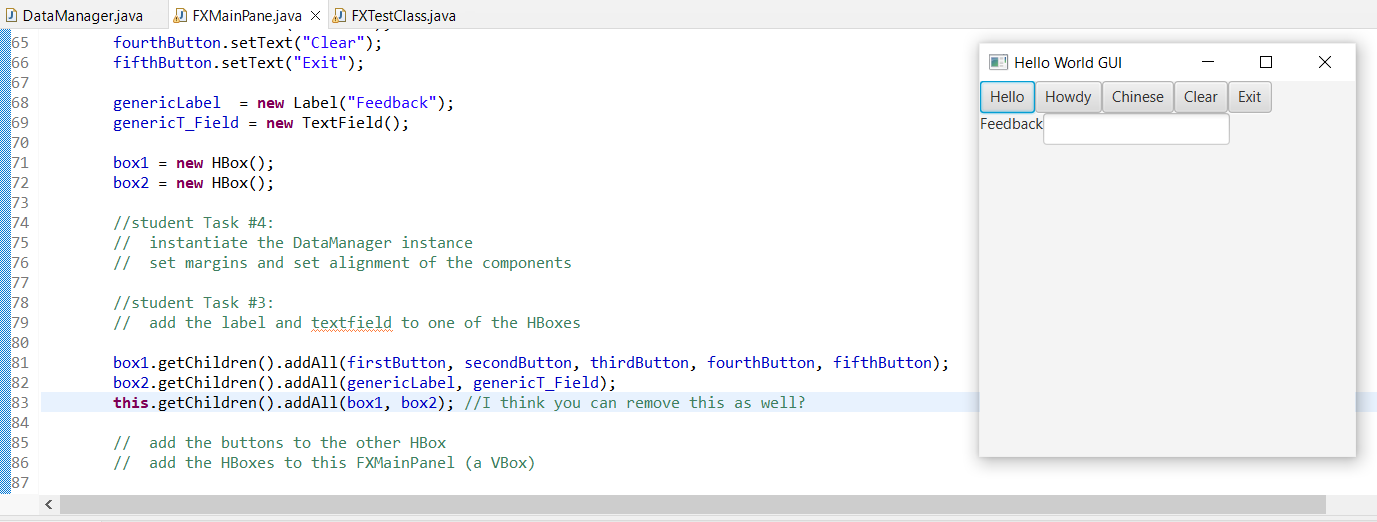 DataManager.java FXMainPane.java FXTestClass.java
65 fourthButton.setText("Clear");
66 fifthButton.setText("Exit");
67
68 genericLabel  = new Label("Feedback");
69 genericT_Field = new TextField();
70
71 box1 = new HBox();
72 box2 = new HBox();
73
74 //student Task #4:
75 //  instantiate the DataManager instance
76 //  set margins and set alignment of the components
77
78 //student Task #3:
79 //  add the label and textfield to one of the HBoxes
80
81 box1.getChildren().addAll(firstButton, secondButton, thirdButton, fourthButton, fifthButton);
82 box2.getChildren().addAll(genericLabel, genericT_Field);
83 this.getChildren().addAll(box1, box2); //I think you can remove this as well?
84
85 //  add the buttons to the other HBox
86 //  add the HBoxes to this FXMainPanel (a VBox)
87
Hello World GUI
Hello Howdy Chinese Clear Exit
Feedback